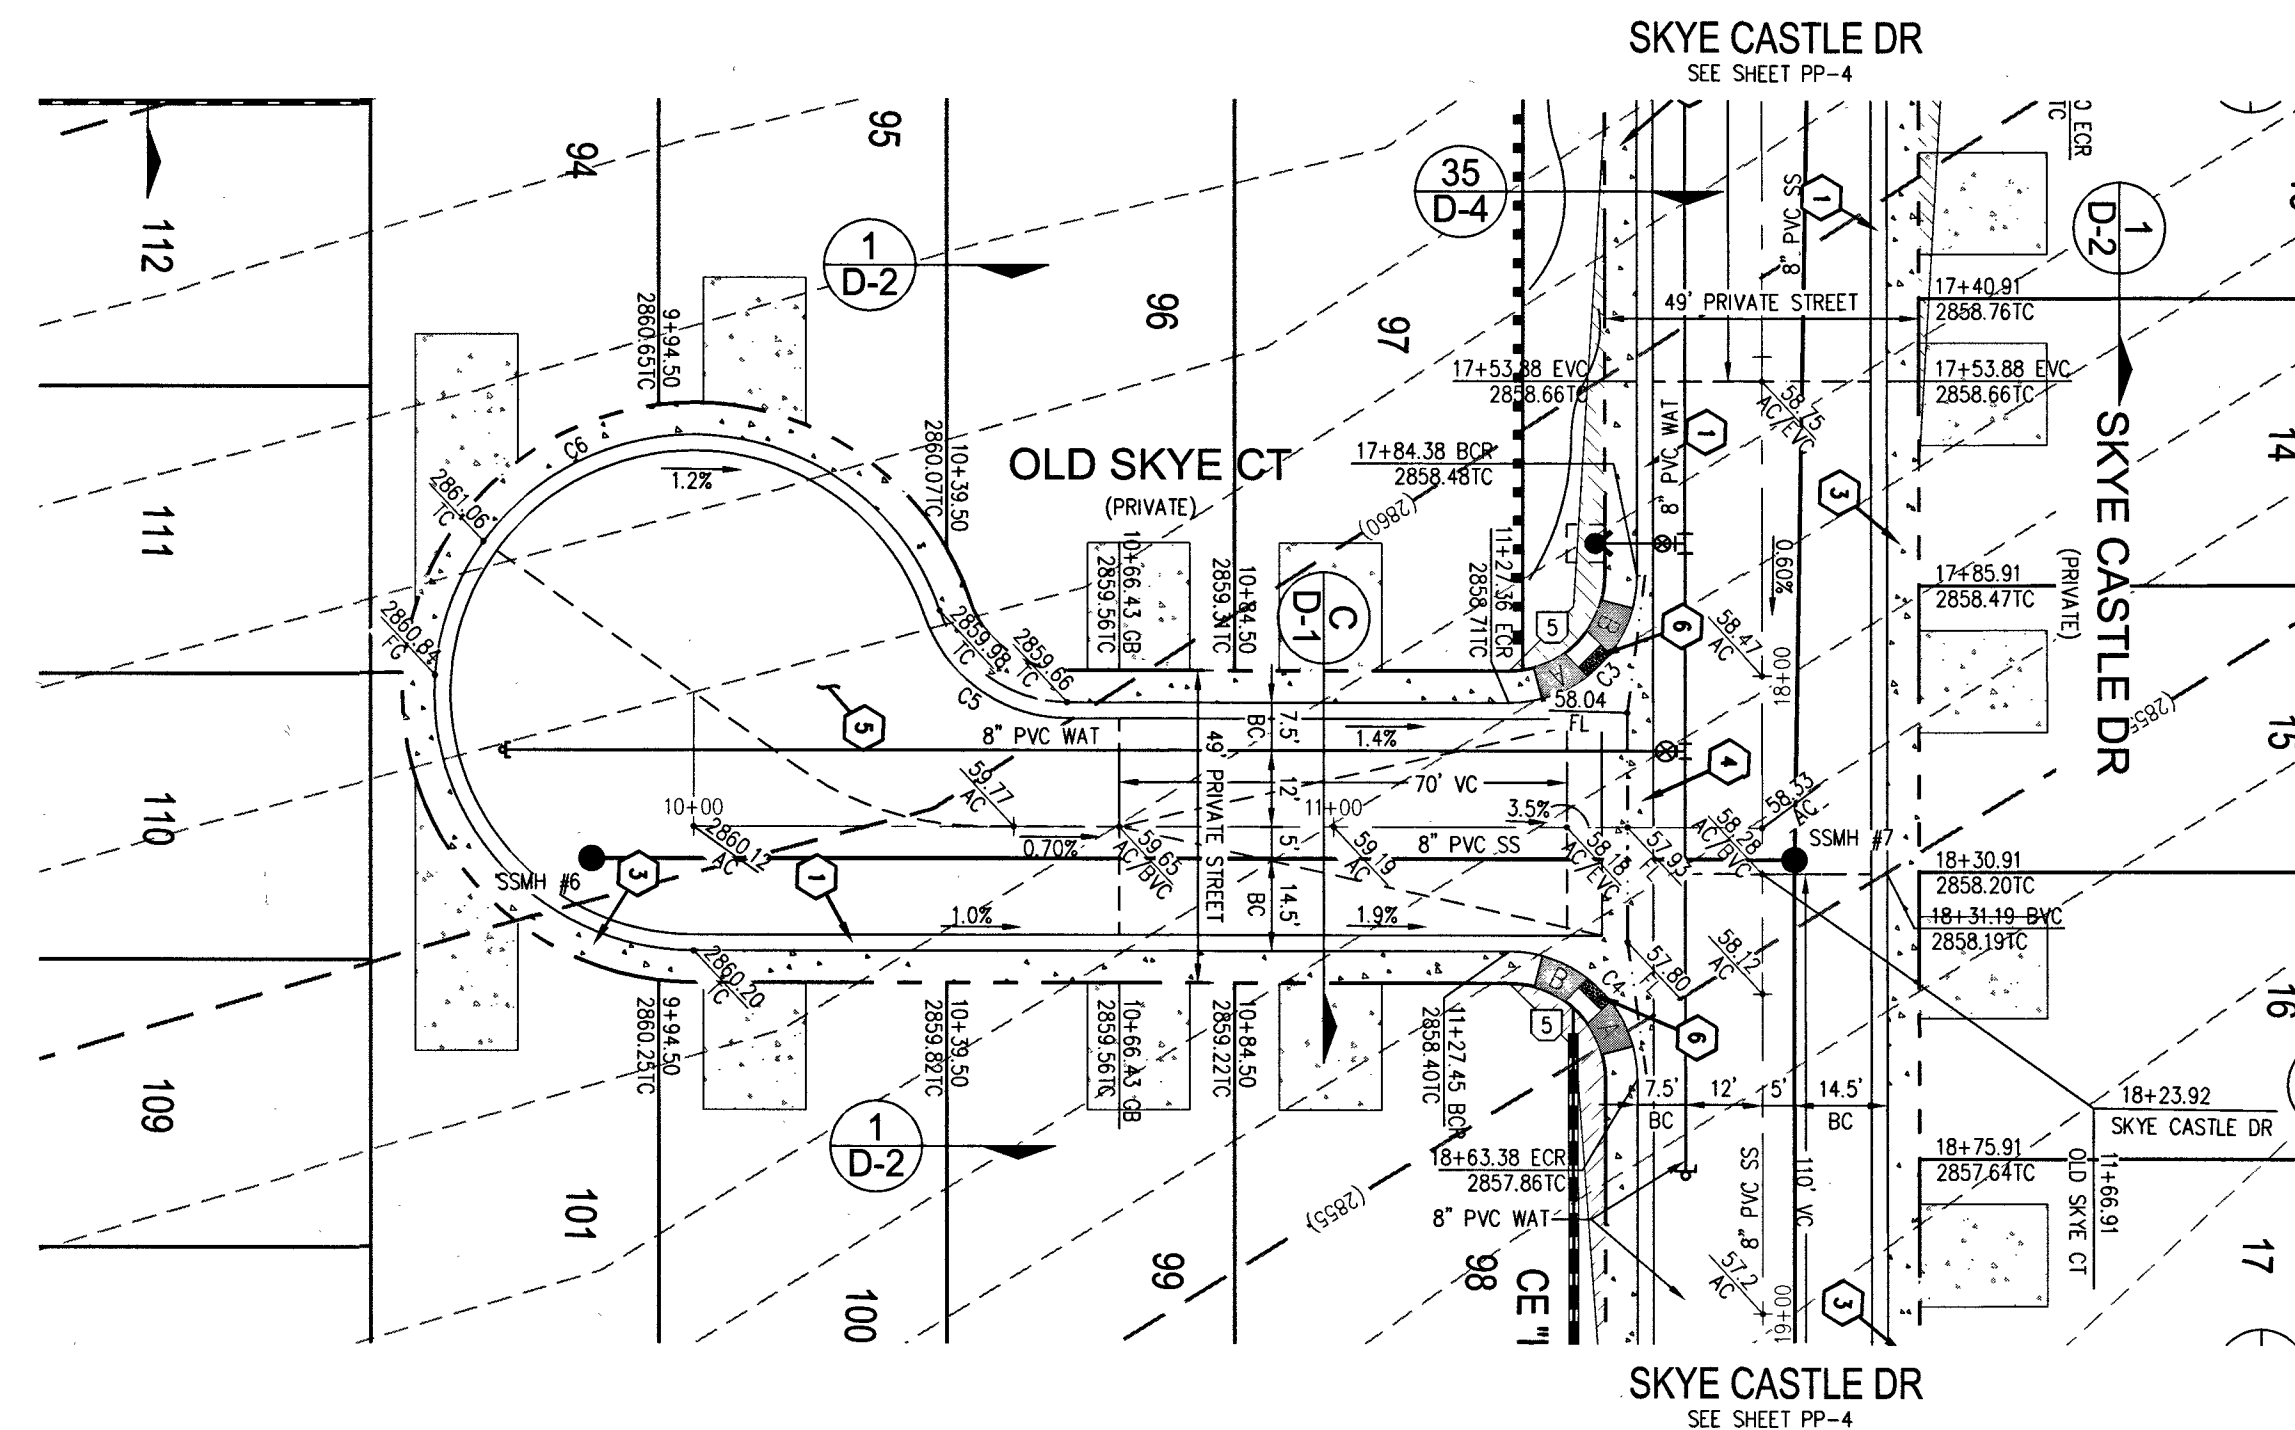 SKYE CASTLE DR
SEE SHEET PP-4
112
94
95
96
97
111
110
109
101
100
99
98
14
15
16
17
1
D-2
35
D-4
1
D-2
C
D-1
1
D-2
1
8" PVC SS
49' PRIVATE STREET
17+40.91
2858.76TC
17+53.88 EVC
2858.66TC
17+53.88 EVC
2858.66TC
58.75
AC/EVC
8" PVC WAT
1
3
17+84.38 BCR
2858.48TC
(2860)
11+27.36 ECR
2858.71TC
0.60%
17+85.91
2858.47TC
SKYE CASTLE DR
(PRIVATE)
(2855)
ECR
TC
9+94.50
2860.65TC
10+39.50
2860.07TC
OLD SKYE CT
(PRIVATE)
C6
1.2%
2861.06
TC
2860.84
FG
2859.98
TC
2859.66
TC
C5
10+66.43 GB
2859.56TC
10+84.50
2859.31TC
5
B
A
6
C3
58.47
AC
18+00
58.04
FL
5
8" PVC WAT
7.5'
BC
1.4%
12'
49' PRIVATE STREET
70' VC
4
59.77
AC
10+00
2860.12
AC
0.70%
59.65
AC/BVC
11+00
59.19
AC
3.5%
8" PVC SS
58.18
AC/EVC
57.93
FL
58.28
AC/BVC
58.33
AC
SSMH #7
18+30.91
2858.20TC
18+31.19 BVC
2858.19TC
SSMH #6
3
1
5'
14.5'
BC
1.0%
1.9%
2860.20
TC
9+94.50
2860.25TC
10+39.50
2859.82TC
10+66.43 GB
2859.56TC
10+84.50
2859.22TC
11+27.45 BCR
2858.40TC
B
A
C4
5
6
57.80
FL
58.12
AC
7.5'
BC
12'
5'
14.5'
BC
18+23.92
SKYE CASTLE DR
11+66.91
OLD SKYE CT
18+63.38 ECR
2857.86TC
18+75.91
2857.64TC
8" PVC WAT
8" PVC SS
110' VC
57.2
AC
19+00
3
(2855)
CE "
SKYE CASTLE DR
SEE SHEET PP-4